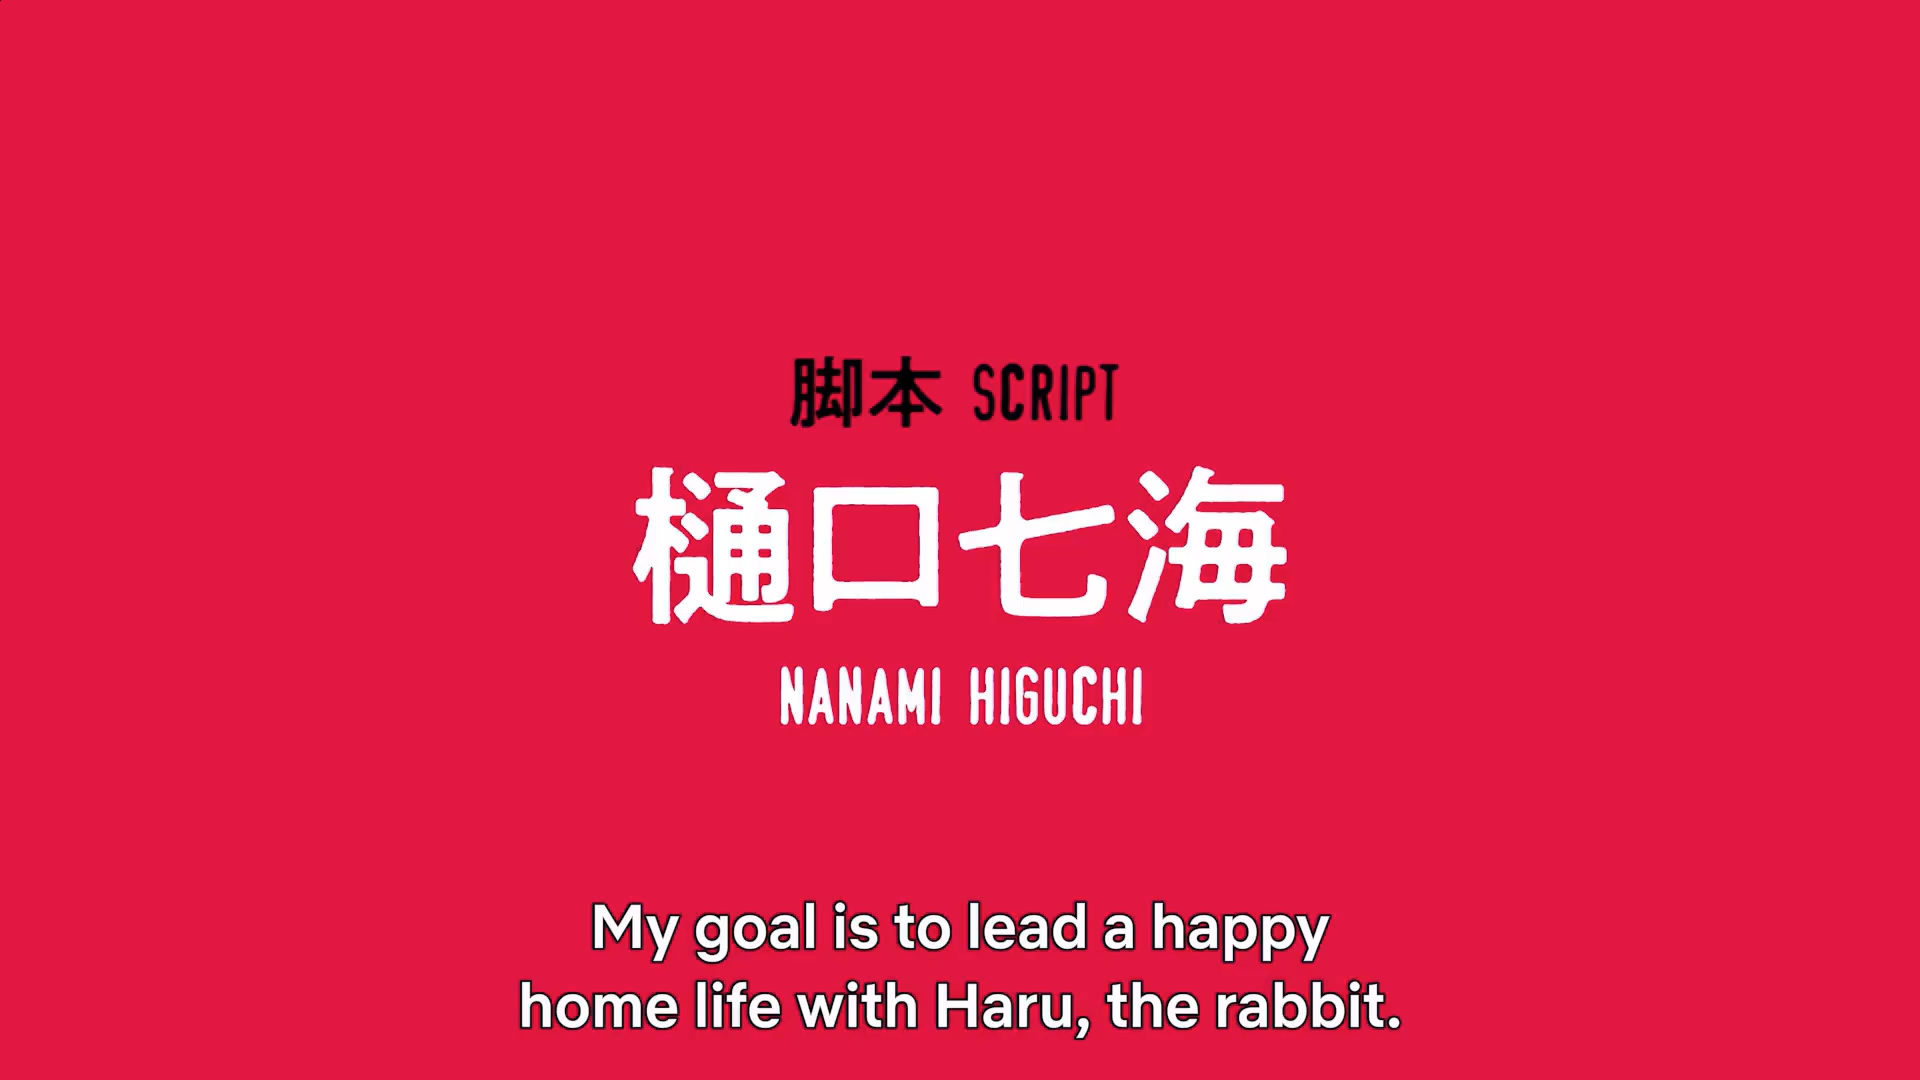 脚本 SCRIPT
樋口七海
NANAMI HIGUCHI
My goal is to lead a happy
home life with Haru, the rabbit.